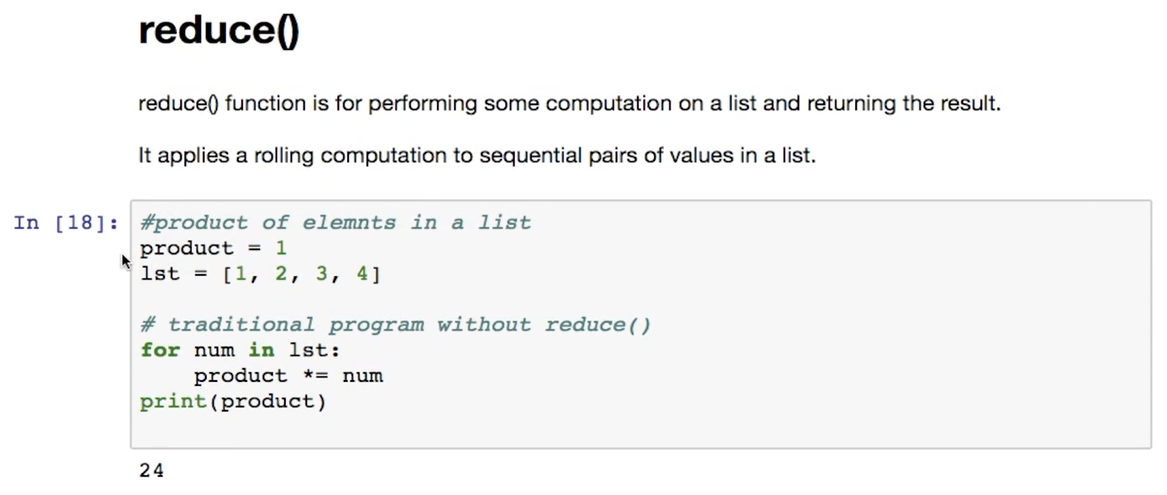 reduce()
reduce() function is for performing some computation on a list and returning the result.
It applies a rolling computation to sequential pairs of values in a list.
In [18]: #product of elemnts in a list
product = 1
lst = [1, 2, 3, 4]
# traditional program without reduce()
for num in lst:
    product *= num
print(product)
24